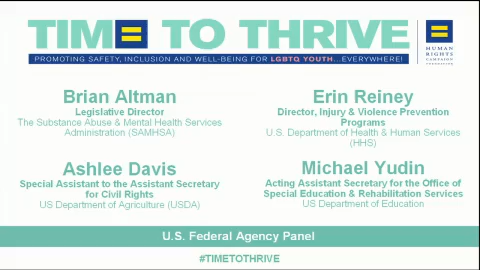 TIME TO THRIVE
PROMOTING SAFETY, INCLUSION AND WELL-BEING FOR LGBTQ YOUTH...EVERYWHERE!
HUMAN
RIGHTS
CAMPAIGN
FOUNDATION
Brian Altman
Legislative Director
The Substance Abuse & Mental Health Services
Administration (SAMHSA)
Erin Reiney
Director, Injury & Violence Prevention
Programs
U.S. Department of Health & Human Services
(HHS)
Ashlee Davis
Special Assistant to the Assistant Secretary
for Civil Rights
US Department of Agriculture (USDA)
Michael Yudin
Acting Assistant Secretary for the Office of
Special Education & Rehabilitation Services
US Department of Education
U.S. Federal Agency Panel
#TIMETOTHRIVE